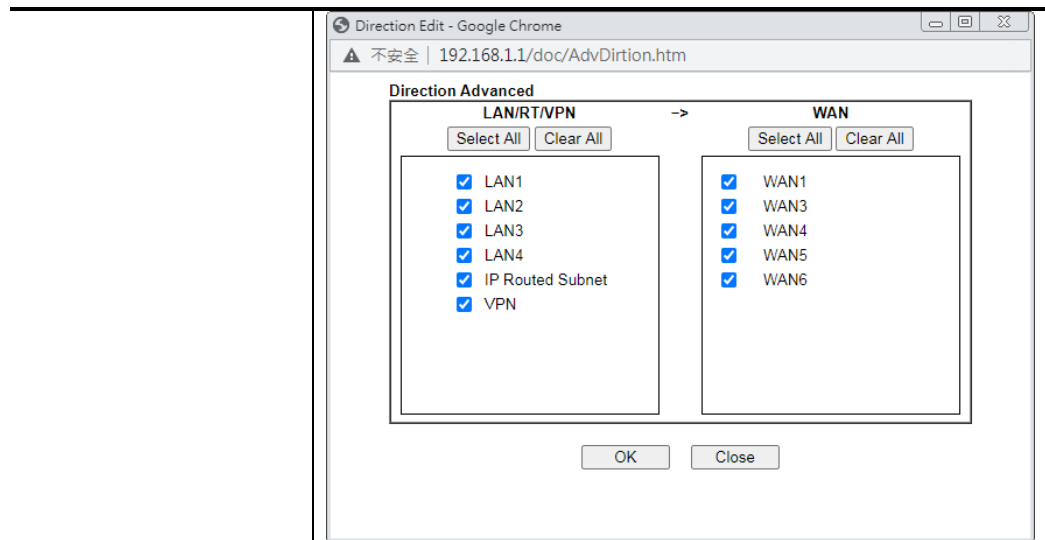 Direction Edit - Google Chrome
不安全 | 192.168.1.1/doc/AdvDirtion.htm
Direction Advanced
LAN/RT/VPN –> WAN
Select All Clear All Select All Clear All
LAN1 WAN1
LAN2 WAN3
LAN3 WAN4
LAN4 WAN5
IP Routed Subnet WAN6
VPN
OK Close